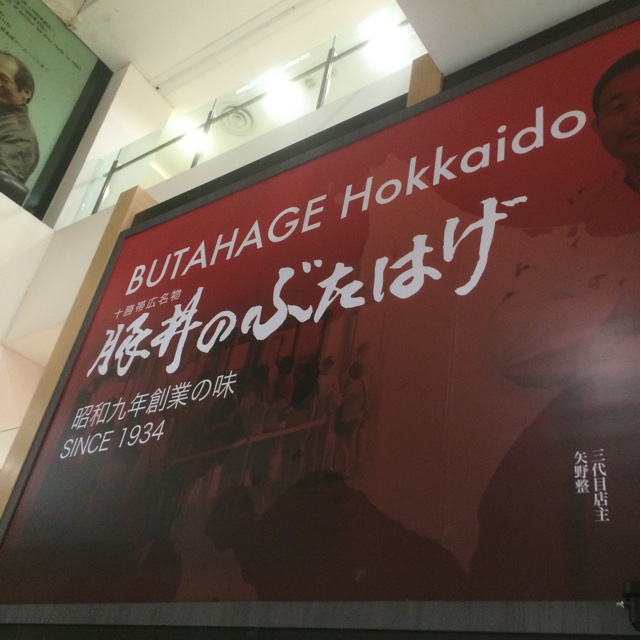 BUTAHAGE Hokkaido
十勝帯広名物
豚丼のぶたはげ
昭和九年創業の味
SINCE 1934
三代目店主
矢野整